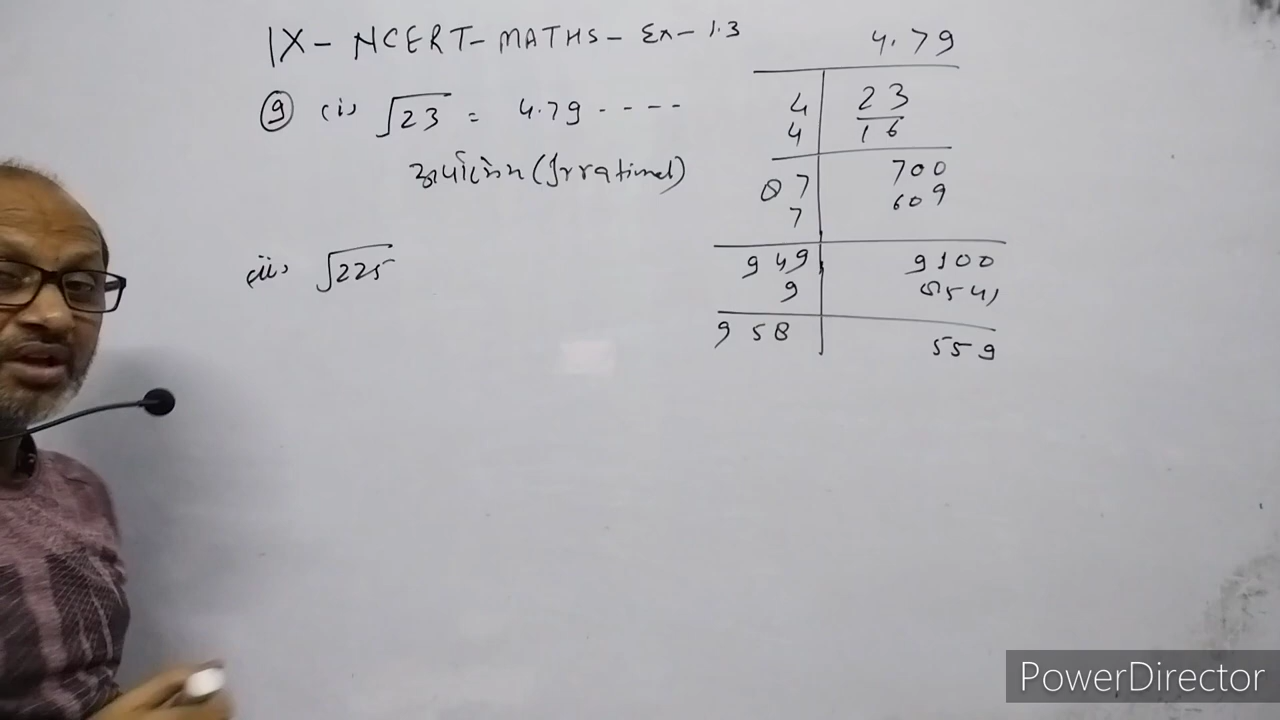 IX - NCERT - MATHS - Ex - 1.3
9 (i) √23 = 4.79 ----
अपरिमेय (Irrational)
(ii) √225
4.79
4 23
4 16
87 700
7 609
949 9100
9 8541
958 559
PowerDirector